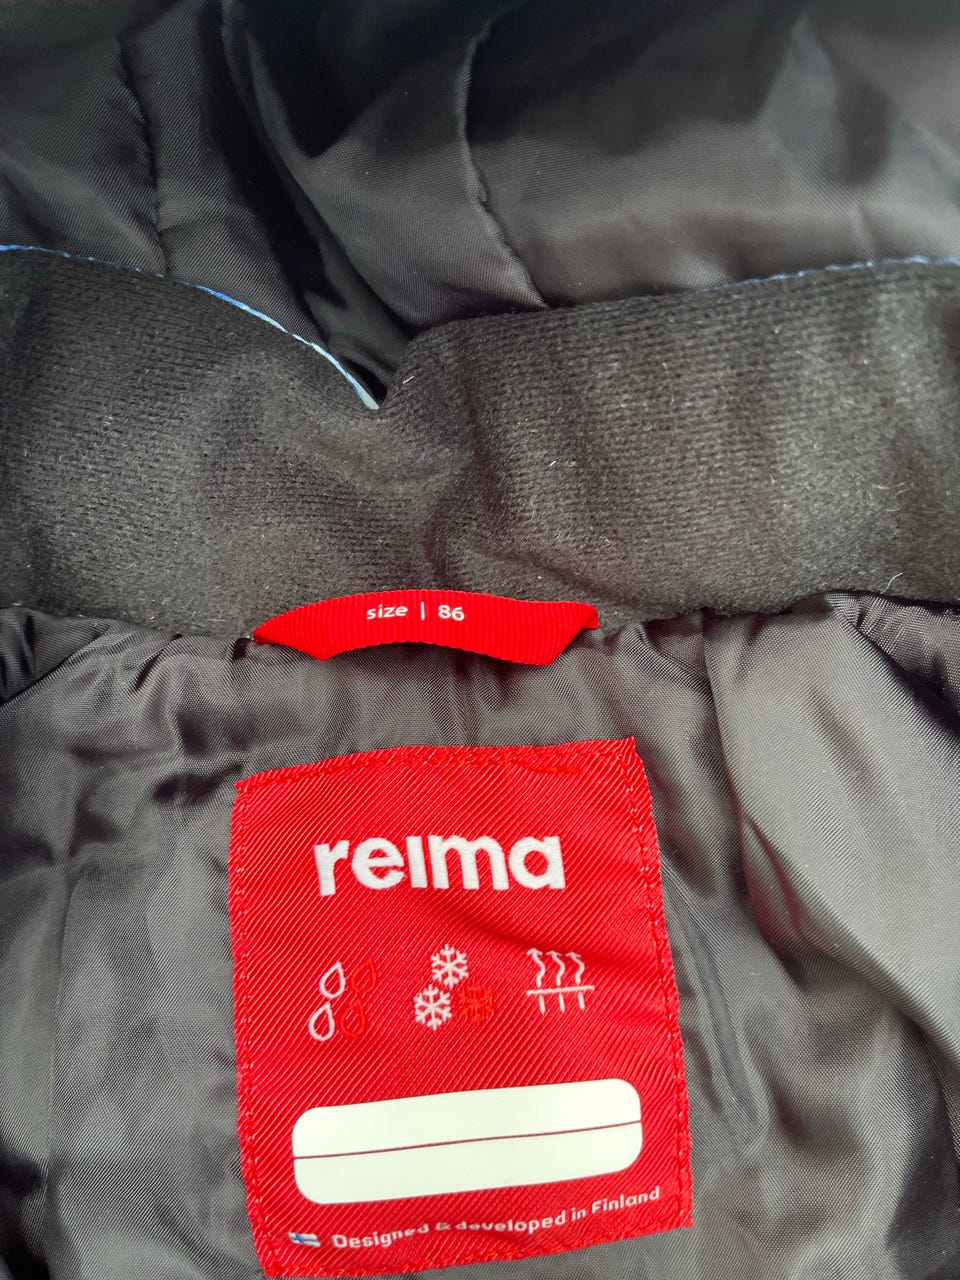 size | 86
reima
Designed & developed in Finland